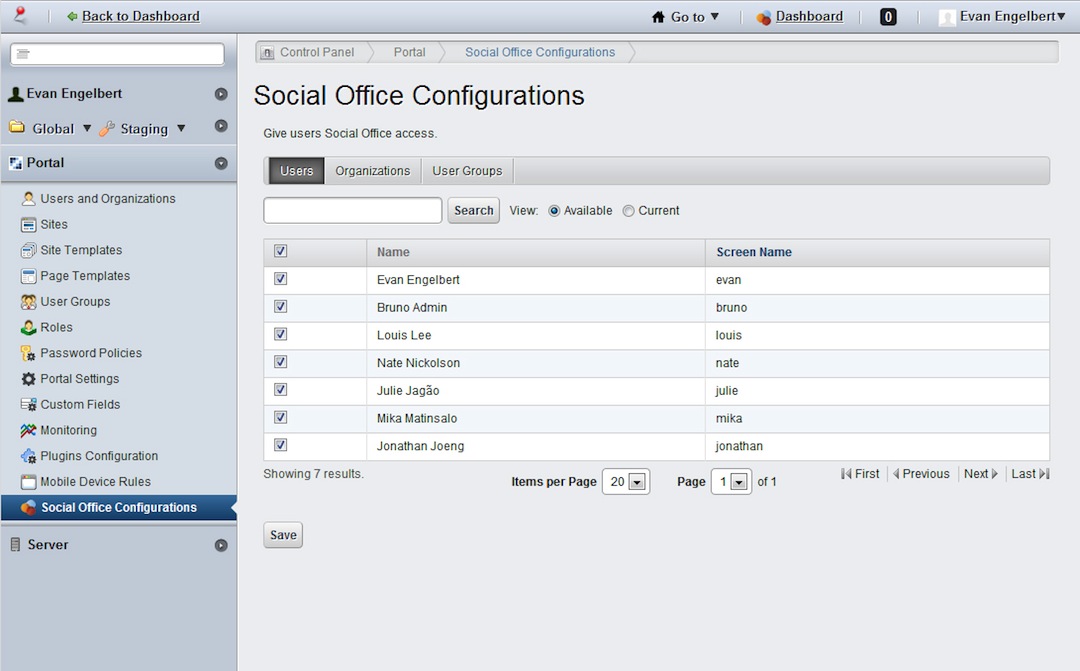 Back to Dashboard Go to Dashboard 0 Evan Engelbert
Control Panel Portal Social Office Configurations
Evan Engelbert
Global Staging
Portal
Users and Organizations
Sites
Site Templates
Page Templates
User Groups
Roles
Password Policies
Portal Settings
Custom Fields
Monitoring
Plugins Configuration
Mobile Device Rules
Social Office Configurations
Server
Social Office Configurations
Give users Social Office access.
Users Organizations User Groups
Search View: Available Current
Name Screen Name
Evan Engelbert evan
Bruno Admin bruno
Louis Lee louis
Nate Nickolson nate
Julie Jagão julie
Mika Matinsalo mika
Jonathan Joeng jonathan
Showing 7 results. Items per Page 20 Page 1 of 1 First Previous Next Last
Save